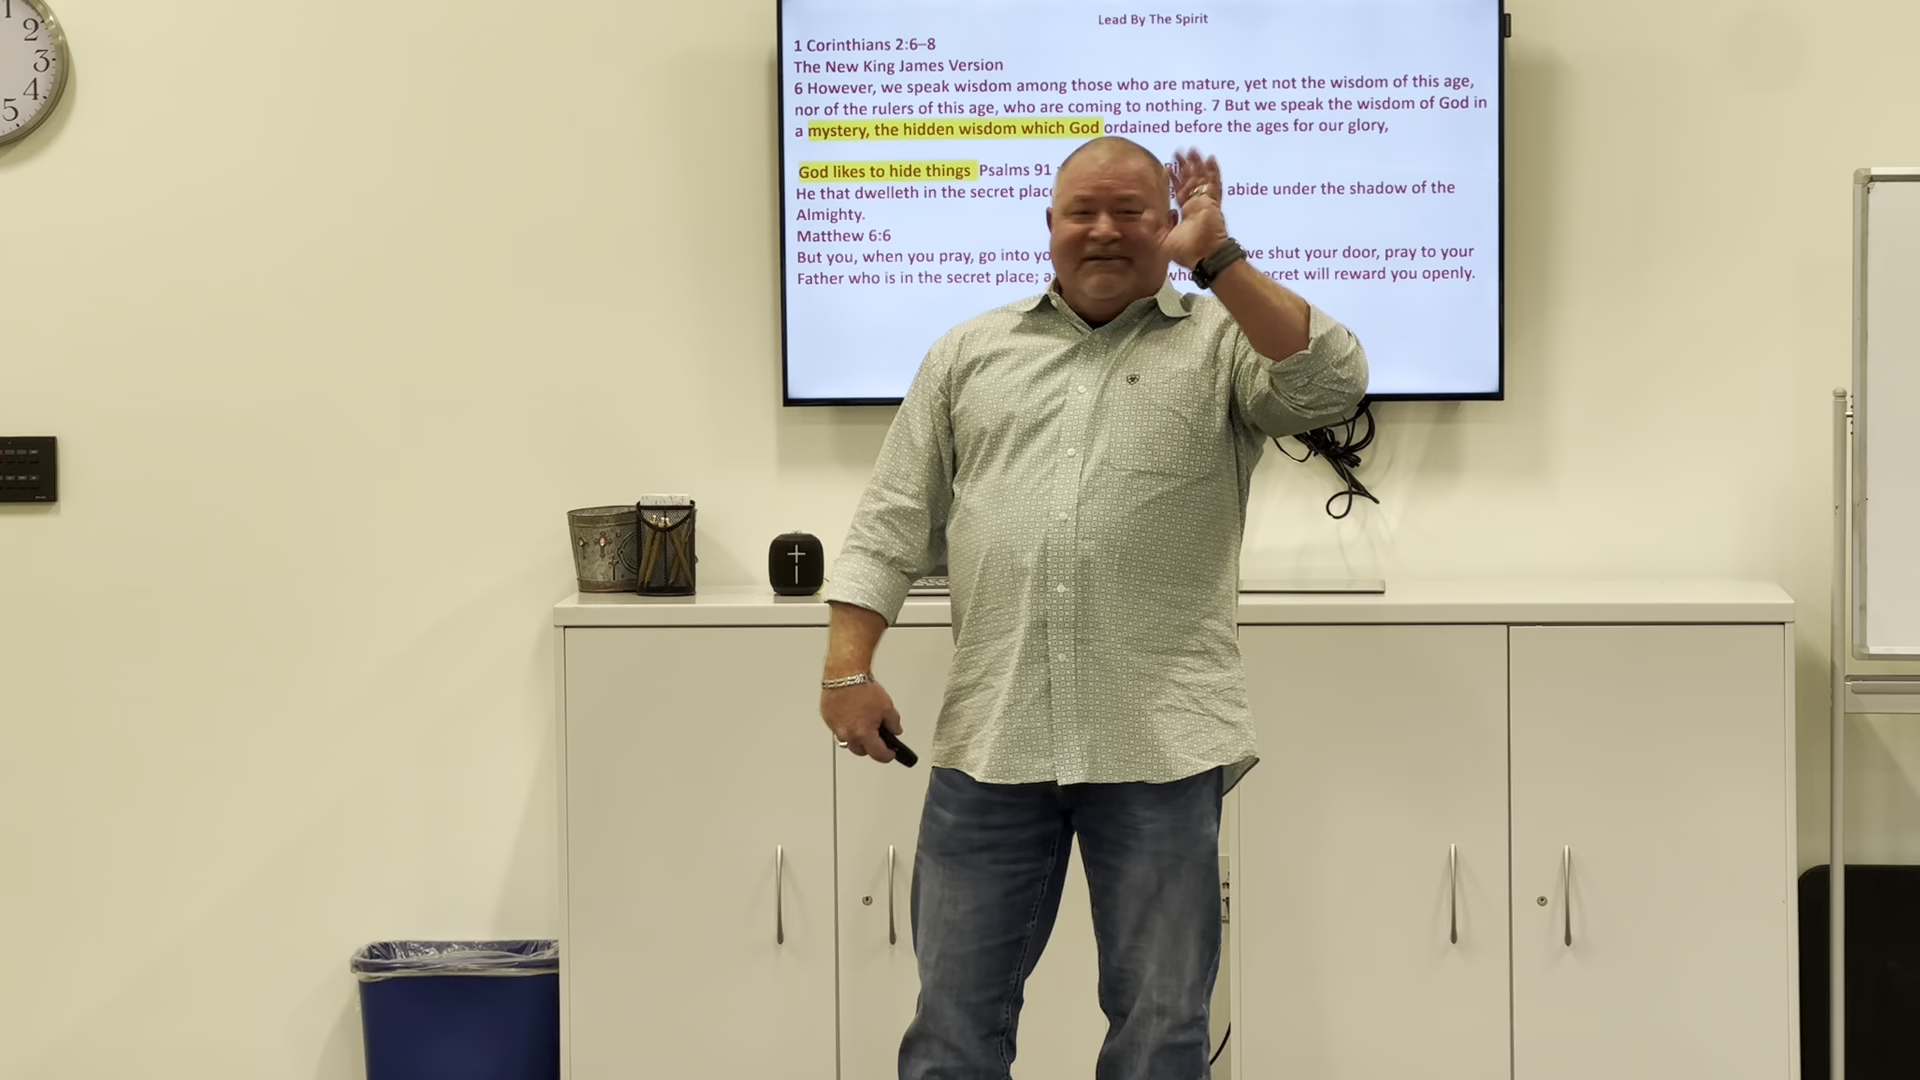 1
2
3
4
5
Lead By The Spirit
1 Corinthians 2:6–8
The New King James Version
6 However, we speak wisdom among those who are mature, yet not the wisdom of this age,
nor of the rulers of this age, who are coming to nothing. 7 But we speak the wisdom of God in
a mystery, the hidden wisdom which God ordained before the ages for our glory,
God likes to hide things Psalms 91
He that dwelleth in the secret place abide under the shadow of the
Almighty.
Matthew 6:6
But you, when you pray, go into shut your door, pray to your
Father who is in the secret place; will reward you openly.